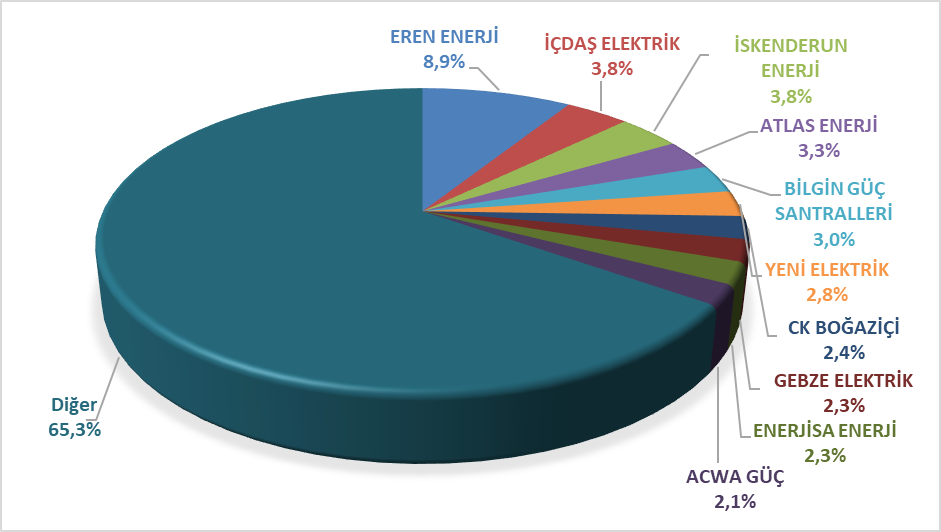 EREN ENERJİ
8,9%
İÇDAŞ ELEKTRİK
3,8%
İSKENDERUN
ENERJİ
3,8%
ATLAS ENERJİ
3,3%
BİLGİN GÜÇ
SANTRALLERİ
3,0%
YENİ ELEKTRİK
2,8%
CK BOĞAZİÇİ
2,4%
GEBZE ELEKTRİK
2,3%
ENERJİSA ENERJİ
2,3%
ACWA GÜÇ
2,1%
Diğer
65,3%